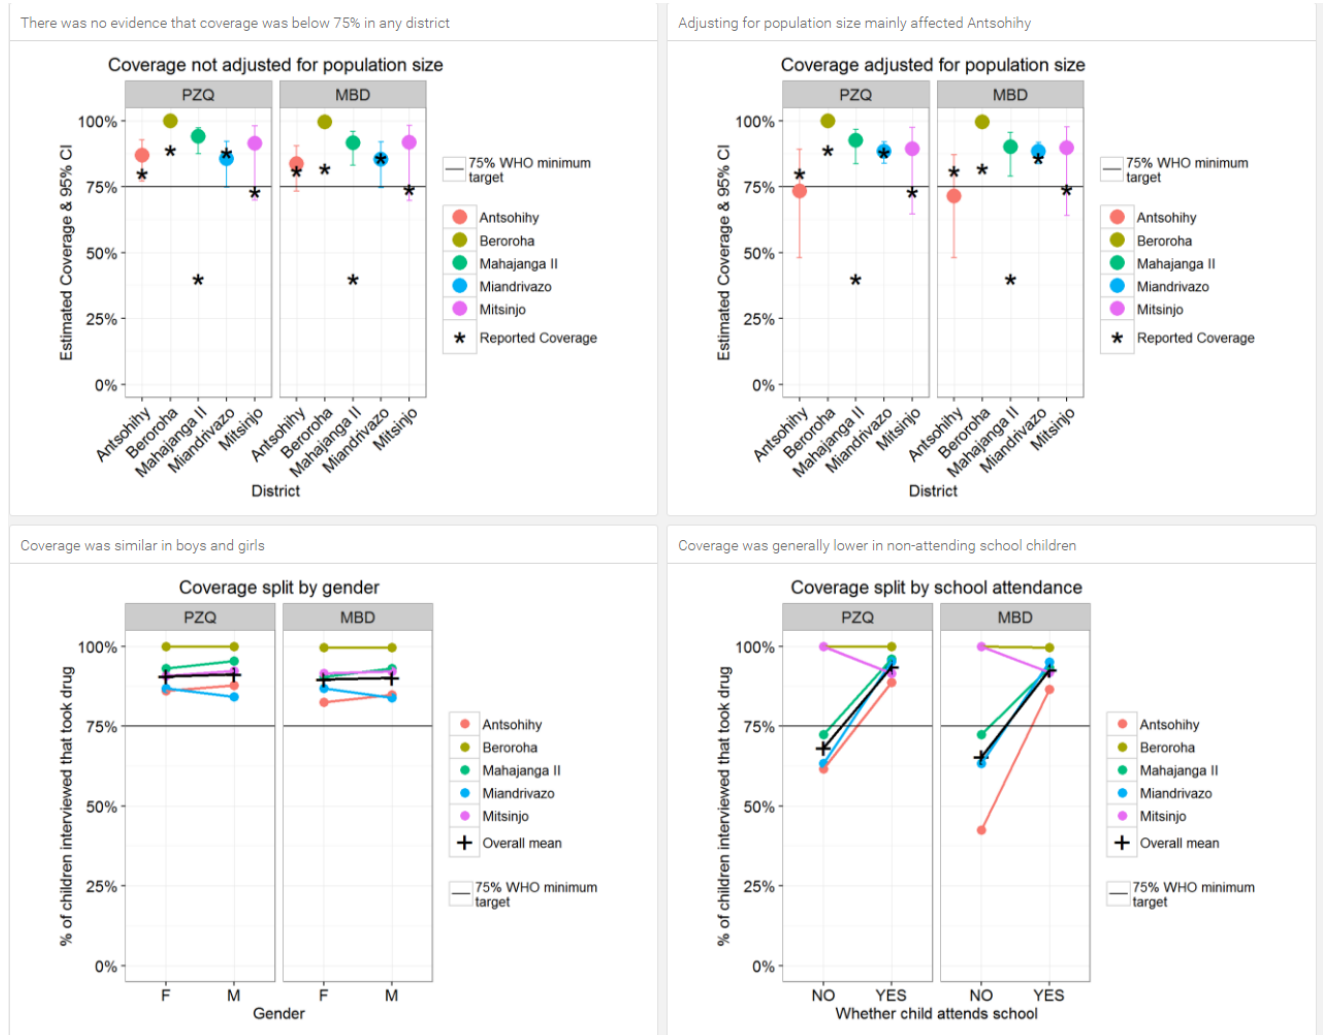 There was no evidence that coverage was below 75% in any district
Coverage not adjusted for population size
PZQ
MBD
Estimated Coverage & 95% CI
100%
75%
50%
25%
0%
Antsohihy
Beroroha
Mahajanga II
Miandrivazo
Mitsinjo
Antsohihy
Beroroha
Mahajanga II
Miandrivazo
Mitsinjo
District
75% WHO minimum
target
Antsohihy
Beroroha
Mahajanga II
Miandrivazo
Mitsinjo
* Reported Coverage
Adjusting for population size mainly affected Antsohihy
Coverage adjusted for population size
PZQ
MBD
Estimated Coverage & 95% CI
100%
75%
50%
25%
0%
Antsohihy
Beroroha
Mahajanga II
Miandrivazo
Mitsinjo
Antsohihy
Beroroha
Mahajanga II
Miandrivazo
Mitsinjo
District
75% WHO minimum
target
Antsohihy
Beroroha
Mahajanga II
Miandrivazo
Mitsinjo
* Reported Coverage
Coverage was similar in boys and girls
Coverage split by gender
PZQ
MBD
% of children interviewed that took drug
100%
75%
50%
25%
0%
F
M
F
M
Gender
Antsohihy
Beroroha
Mahajanga II
Miandrivazo
Mitsinjo
+ Overall mean
75% WHO minimum
target
Coverage was generally lower in non-attending school children
Coverage split by school attendance
PZQ
MBD
% of children interviewed that took drug
100%
75%
50%
25%
0%
NO
YES
NO
YES
Whether child attends school
Antsohihy
Beroroha
Mahajanga II
Miandrivazo
Mitsinjo
+ Overall mean
75% WHO minimum
target